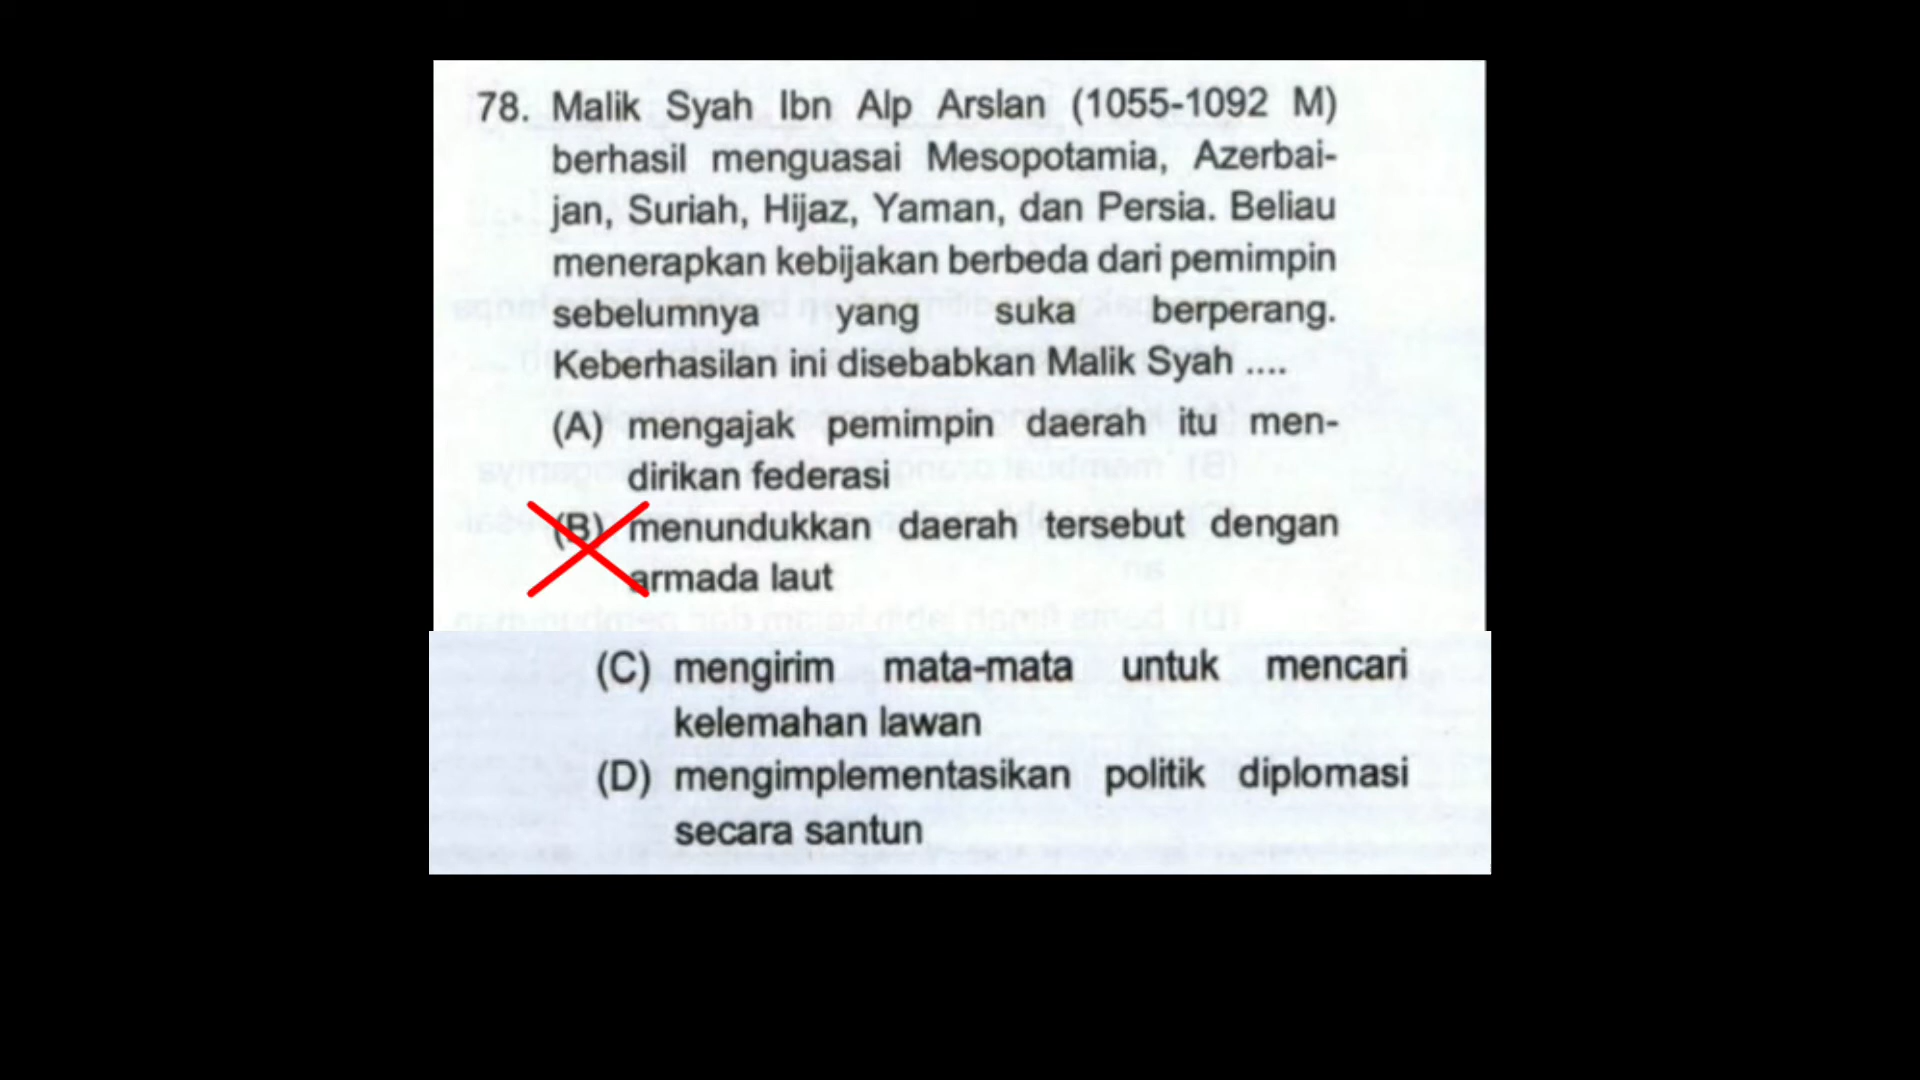 78. Malik Syah Ibn Alp Arslan (1055-1092 M)
berhasil menguasai Mesopotamia, Azerbai-
jan, Suriah, Hijaz, Yaman, dan Persia. Beliau
menerapkan kebijakan berbeda dari pemimpin
sebelumnya yang suka berperang.
Keberhasilan ini disebabkan Malik Syah ....
(A) mengajak pemimpin daerah itu men-
dirikan federasi
(B) menundukkan daerah tersebut dengan
armada laut
(C) mengirim mata-mata untuk mencari
kelemahan lawan
(D) mengimplementasikan politik diplomasi
secara santun